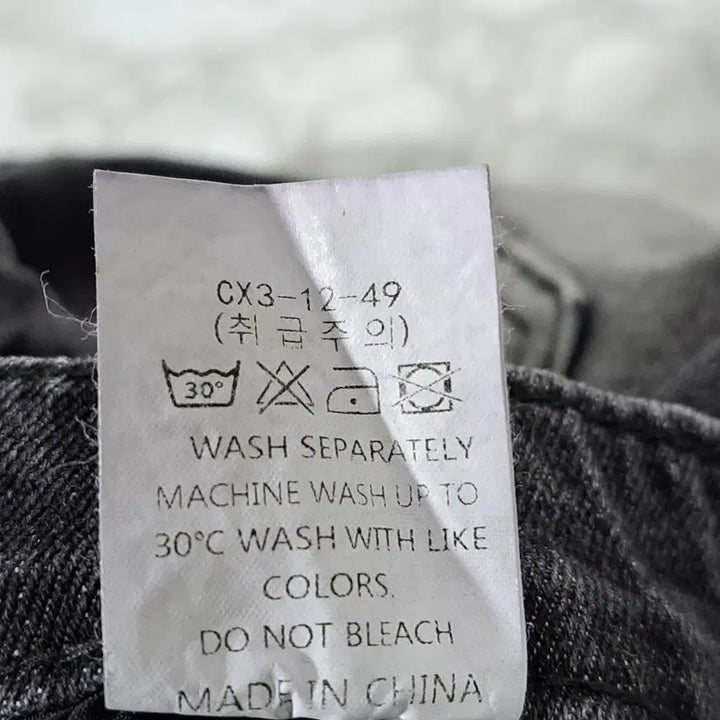 CX3-12-49
(취급주의)
30°
WASH SEPARATELY
MACHINE WASH UP TO
30°C WASH WITH LIKE
COLORS.
DO NOT BLEACH
MADE IN CHINA